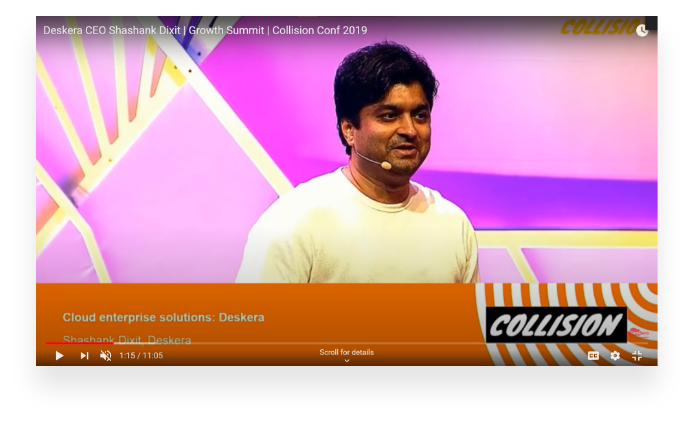 Deskera CEO Shashank Dixit | Growth Summit | Collision Conf 2019
COLLISION
Cloud enterprise solutions: Deskera
Shashank Dixit, Deskera
COLLISION
1:15 / 11:05
Scroll for details
CC